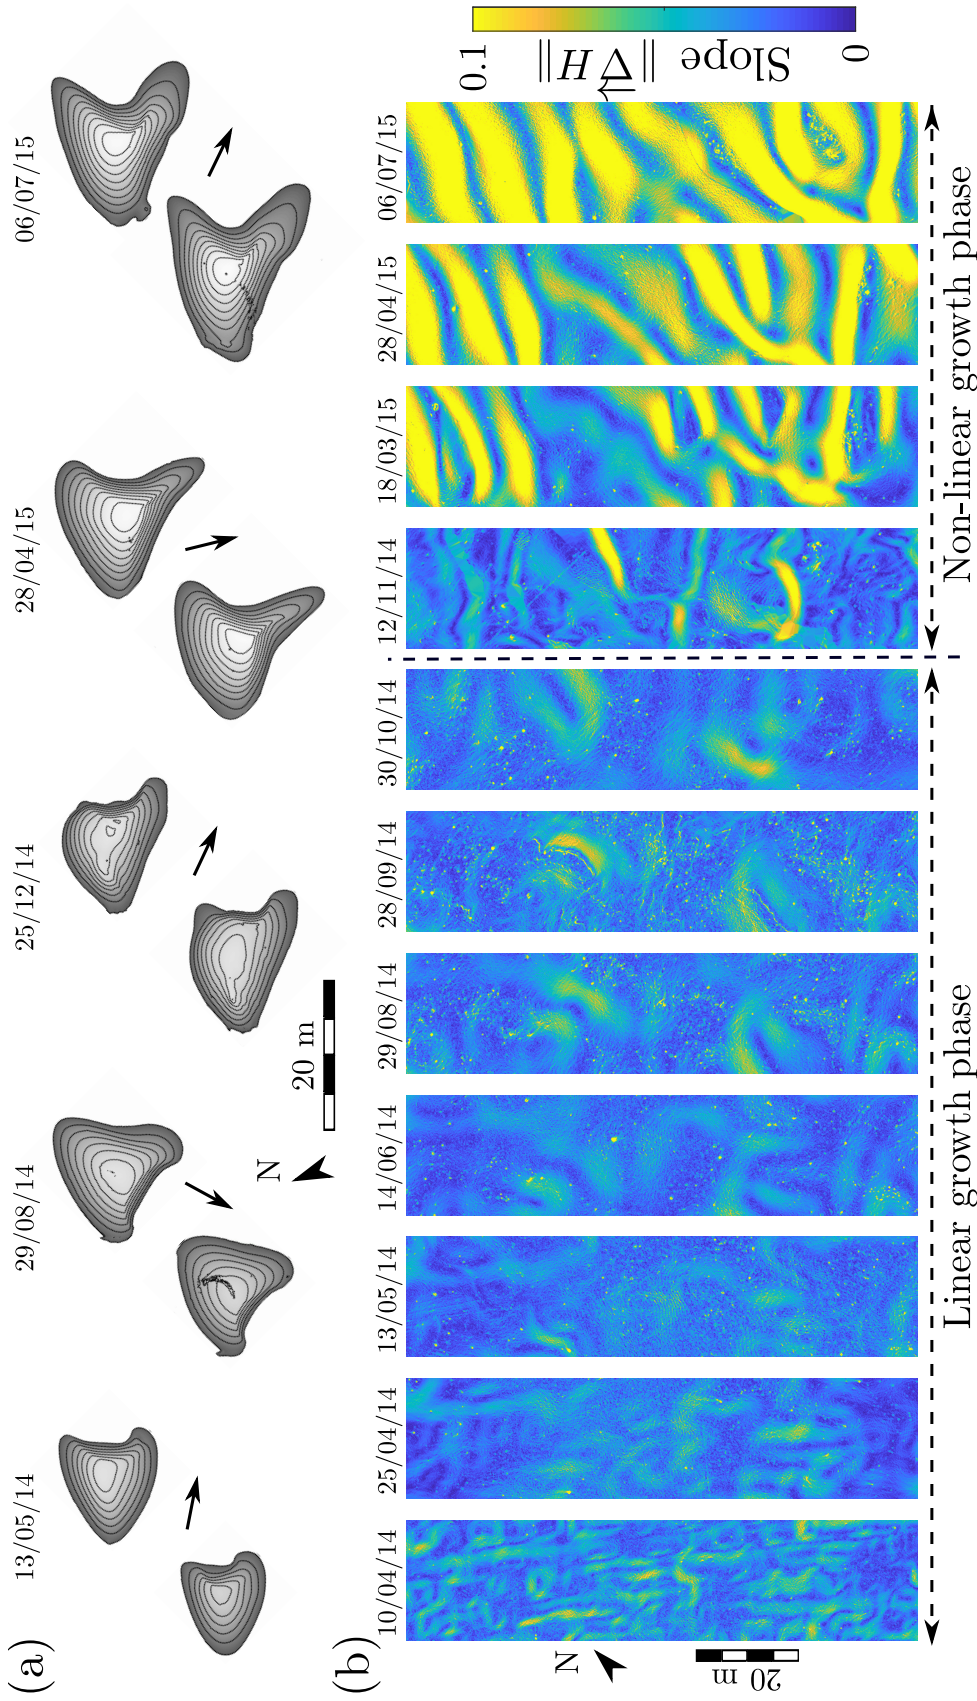 (a)
13/05/14
29/08/14
25/12/14
28/04/15
06/07/15
N
20 m
(b)
10/04/14
25/04/14
13/05/14
14/06/14
29/08/14
28/09/14
30/10/14
12/11/14
18/03/15
28/04/15
06/07/15
N
20 m
0.1
Slope ‖∇⃗H‖
0
Linear growth phase
Non-linear growth phase